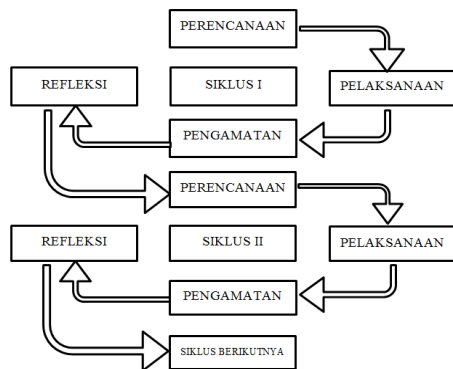 PERENCANAAN
REFLEKSI
SIKLUS I
PELAKSANAAN
PENGAMATAN
PERENCANAAN
REFLEKSI
SIKLUS II
PELAKSANAAN
PENGAMATAN
SIKLUS BERIKUTNYA